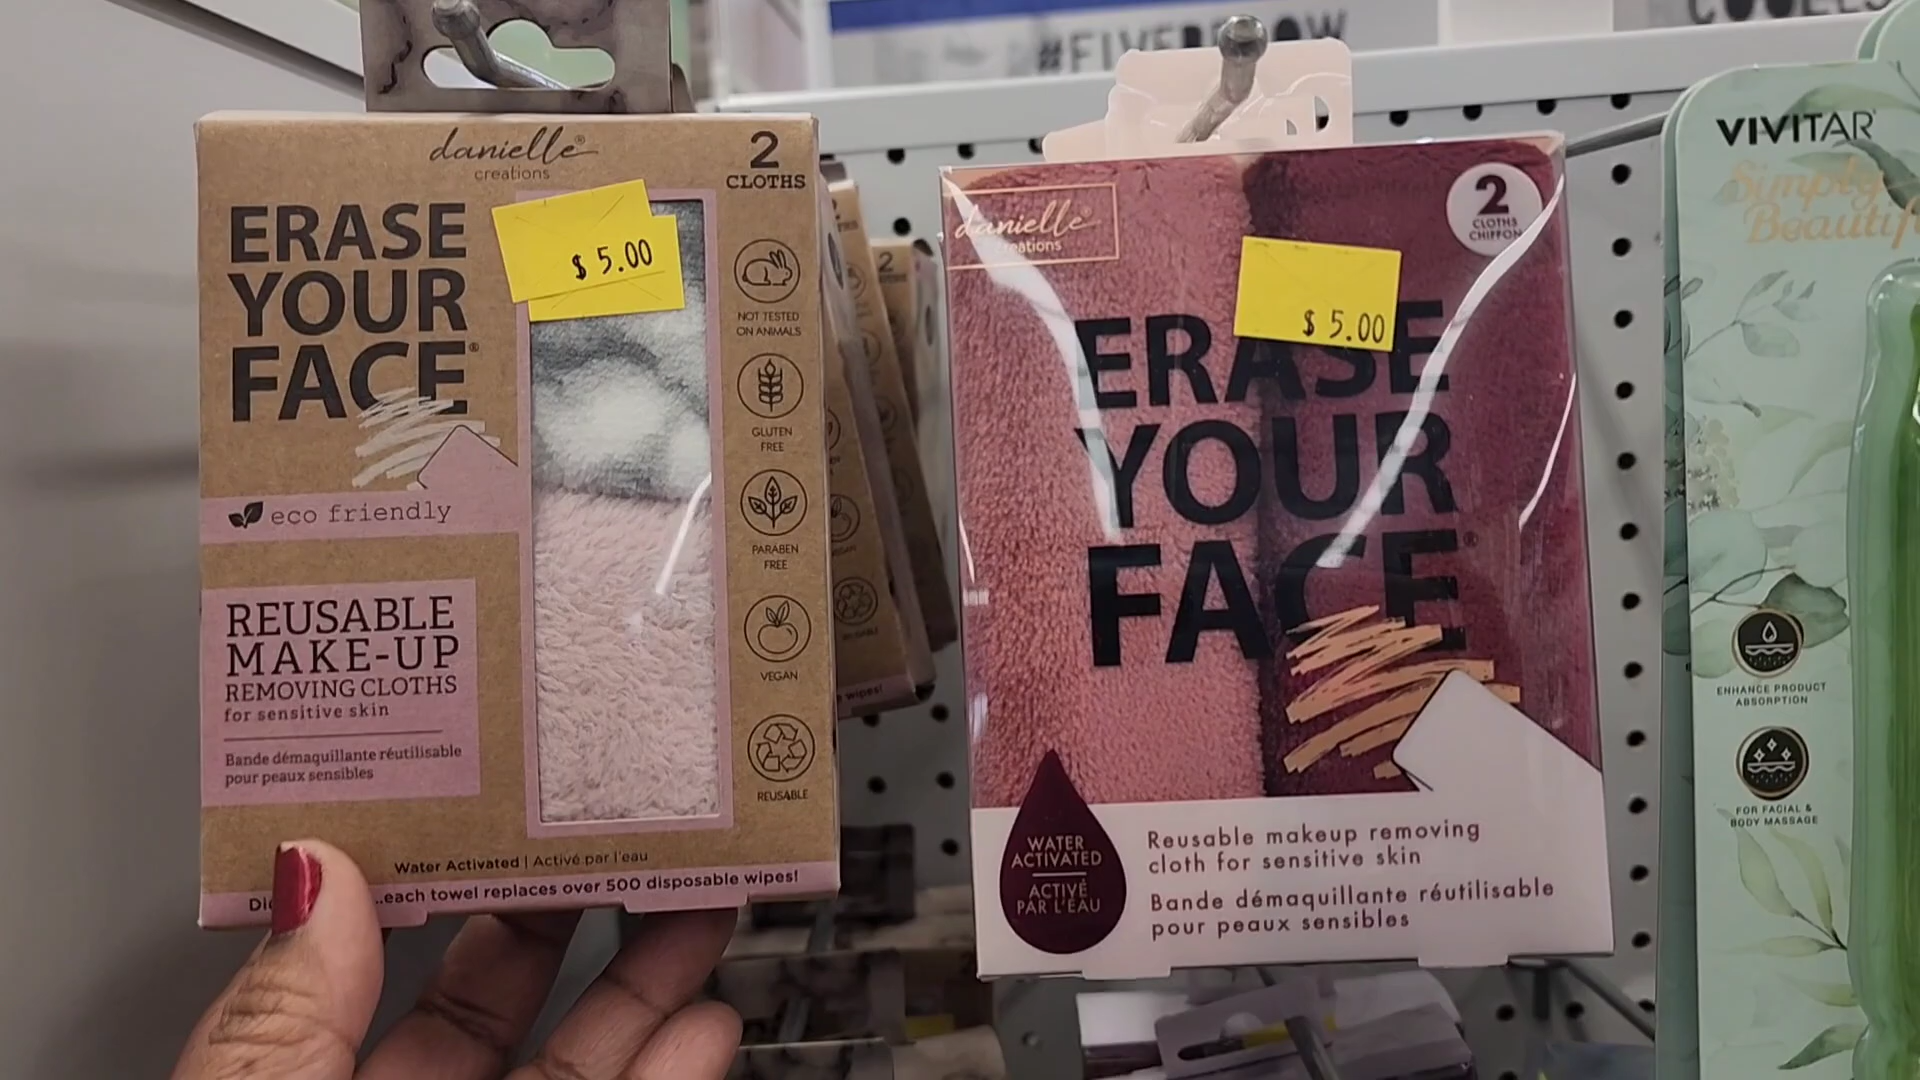 #FIVEBELOW
danielle®
creations
2
CLOTHS
ERASE
YOUR
FACE®
$ 5.00
eco friendly
REUSABLE
MAKE-UP
REMOVING CLOTHS
for sensitive skin
Bande démaquillante réutilisable
pour peaux sensibles
NOT TESTED
ON ANIMALS
GLUTEN
FREE
PARABEN
FREE
VEGAN
REUSABLE
Water Activated | Activé par l'eau
...each towel replaces over 500 disposable wipes!
danielle
creations
2
CLOTHS
CHIFFON
$ 5.00
ERASE
YOUR
FACE®
WATER
ACTIVATED
ACTIVÉ
PAR L'EAU
Reusable makeup removing
cloth for sensitive skin
Bande démaquillante réutilisable
pour peaux sensibles
VIVITAR
Simply
ENHANCE PRODUCT
ABSORPTION
FOR FACIAL &
BODY MASSAGE
2
wipes!